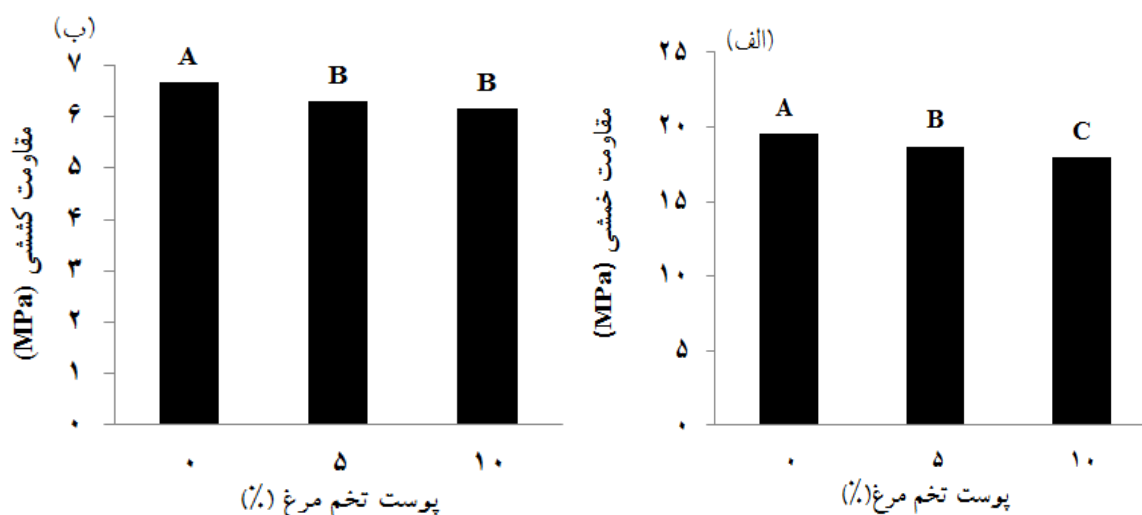 (الف)
مقاومت خمشی (MPa)
۲۵
۲۰
۱۵
۱۰
۵
۰
A
B
C
۰ ۵ ۱۰
پوست تخم مرغ(٪)
(ب)
مقاومت کششی (MPa)
۷
۶
۵
۴
۳
۲
۱
۰
A
B
B
۰ ۵ ۱۰
پوست تخم مرغ (٪)